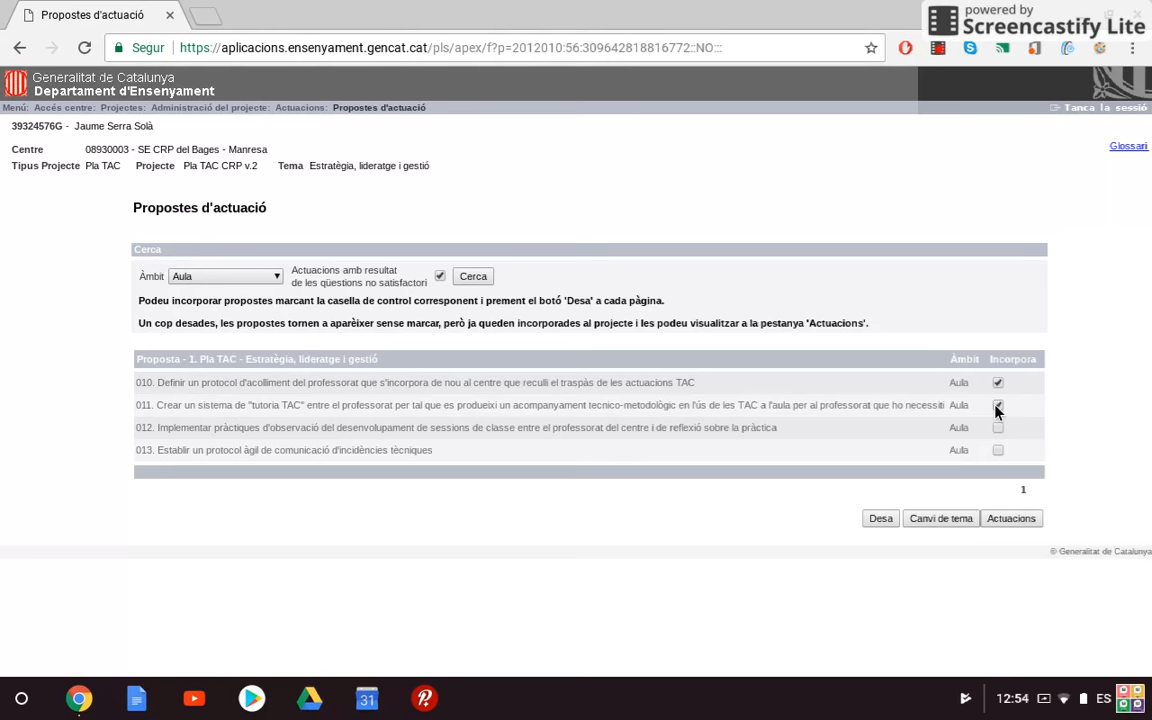 Propostes d'actuació
powered by
Screencastify Lite
Segur
https://aplicacions.ensenyament.gencat.cat/pls/apex/f?p=2012010:56:309642818816772::NO:::
Generalitat de Catalunya
Departament d'Ensenyament
Menú: Accés centre: Projectes: Administració del projecte: Actuacions: Propostes d'actuació
Tanca la sessió
39324576G - Jaume Serra Solà
Glossari
Centre 08930003 - SE CRP del Bages - Manresa
Tipus Projecte Pla TAC Projecte Pla TAC CRP v.2 Tema Estratègia, lideratge i gestió
Propostes d'actuació
Cerca
Àmbit Aula
Actuacions amb resultat
de les qüestions no satisfactori
Cerca
Podeu incorporar propostes marcant la casella de control corresponent i prement el botó 'Desa' a cada pàgina.
Un cop desades, les propostes tornen a aparèixer sense marcar, però ja queden incorporades al projecte i les podeu visualitzar a la pestanya 'Actuacions'.
Proposta - 1. Pla TAC - Estratègia, lideratge i gestió Àmbit Incorpora
010. Definir un protocol d'acolliment del professorat que s'incorpora de nou al centre que reculli el traspàs de les actuacions TAC Aula
011. Crear un sistema de "tutoria TAC" entre el professorat per tal que es produeixi un acompanyament tecnico-metodològic en l'ús de les TAC a l'aula per al professorat que ho necessiti Aula
012. Implementar pràctiques d'observació del desenvolupament de sessions de classe entre el professorat del centre i de reflexió sobre la pràctica Aula
013. Establir un protocol àgil de comunicació d'incidències tècniques Aula
1
Desa Canvi de tema Actuacions
© Generalitat de Catalunya
31
12:54
ES